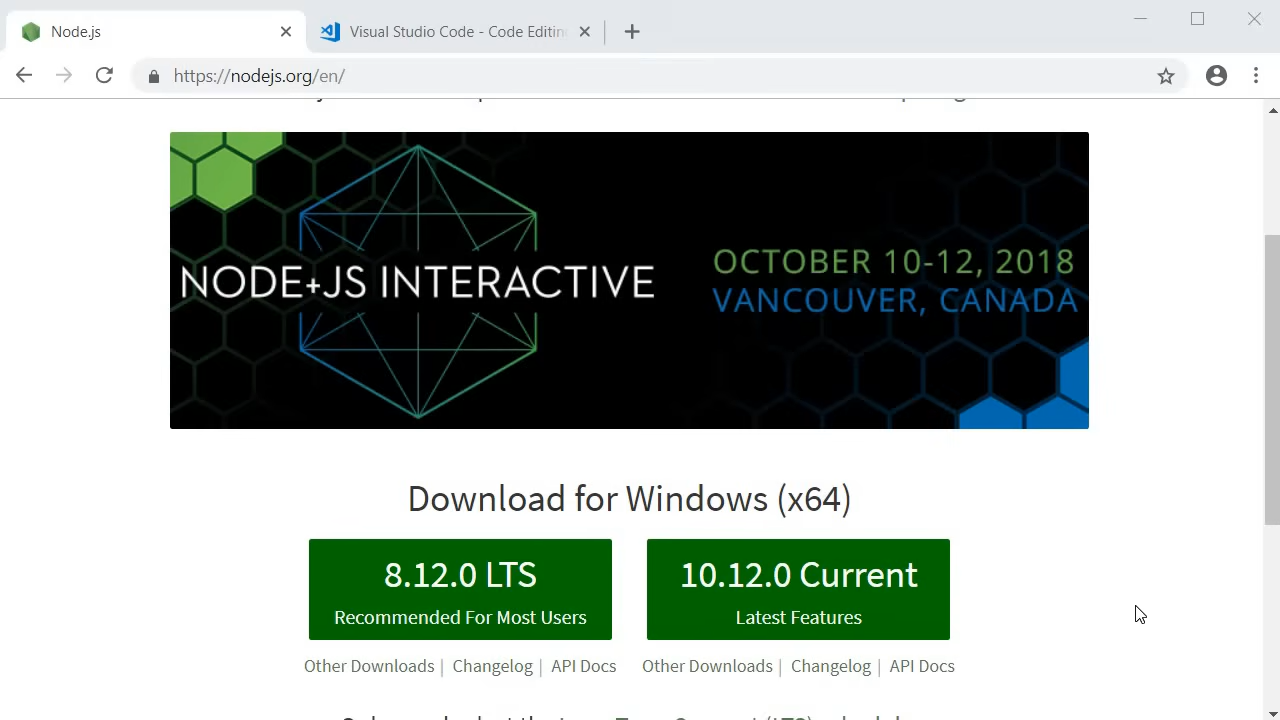 Node.js
Visual Studio Code - Code Editin
https://nodejs.org/en/
NODE+JS INTERACTIVE
OCTOBER 10-12, 2018
VANCOUVER, CANADA
Download for Windows (x64)
8.12.0 LTS
Recommended For Most Users
10.12.0 Current
Latest Features
Other Downloads | Changelog | API Docs
Other Downloads | Changelog | API Docs